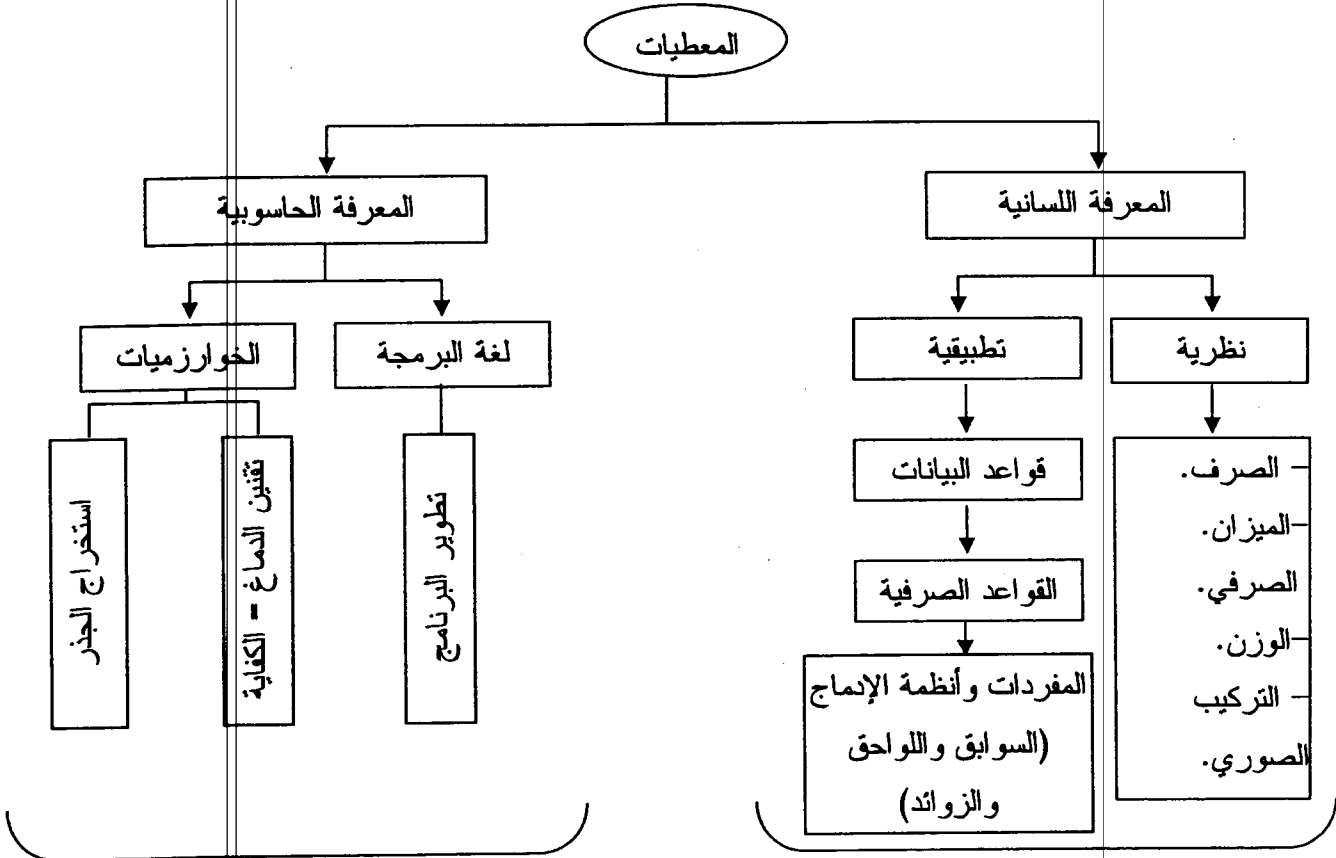 المعطيات
المعرفة اللسانية
المعرفة الحاسوبية
نظرية
تطبيقية
لغة البرمجة
الخوارزميات
– الصرف.
–الميزان.
الصرفي.
–الوزن.
– التركيب
الصوري.
قواعد البيانات
القواعد الصرفية
المفردات وأنظمة الإدماج
(السوابق واللواحق
والزوائد)
تطوير البرنامج
تقنين الدماغ = الكفاية
استخراج الجذر